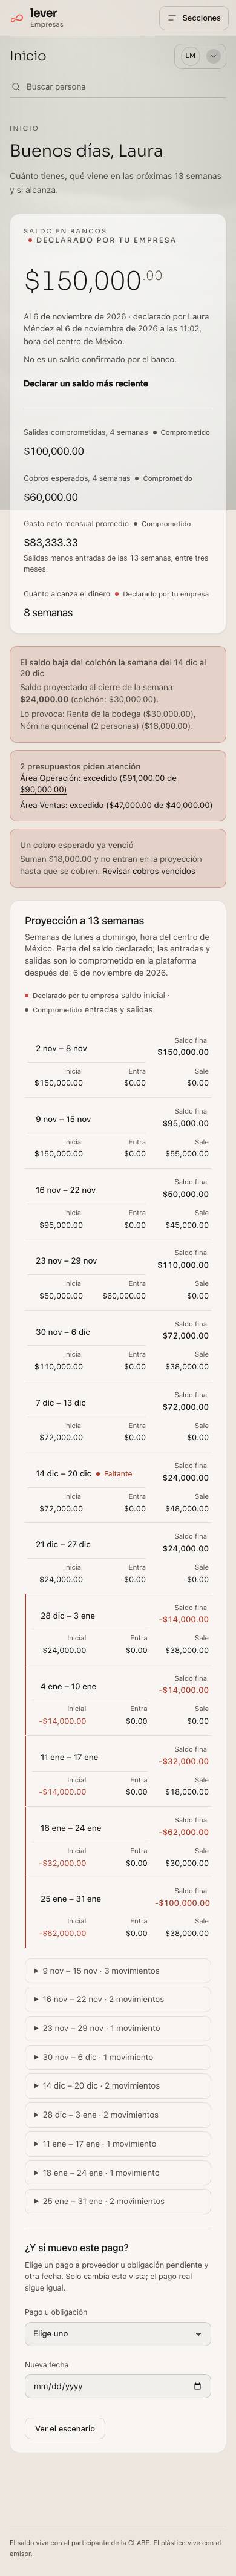 1ever
Empresas
Secciones
Inicio
LM
Buscar persona
INICIO
Buenos días, Laura
Cuánto tienes, qué viene en las próximas 13 semanas
y si alcanza.
SALDO EN BANCOS
DECLARADO POR TU EMPRESA
$150,000.00
Al 6 de noviembre de 2026 · declarado por Laura
Méndez el 6 de noviembre de 2026 a las 11:02,
hora del centro de México.
No es un saldo confirmado por el banco.
Declarar un saldo más reciente
Salidas comprometidas, 4 semanas Comprometido
$100,000.00
Cobros esperados, 4 semanas Comprometido
$60,000.00
Gasto neto mensual promedio Comprometido
$83,333.33
Salidas menos entradas de las 13 semanas, entre tres
meses.
Cuánto alcanza el dinero Declarado por tu empresa
8 semanas
El saldo baja del colchón la semana del 14 dic al
20 dic
Saldo proyectado al cierre de la semana:
$24,000.00 (colchón: $30,000.00).
Lo provoca: Renta de la bodega ($30,000.00),
Nómina quincenal (2 personas) ($18,000.00).
2 presupuestos piden atención
Área Operación: excedido ($91,000.00 de
$90,000.00)
Área Ventas: excedido ($47,000.00 de $40,000.00)
Un cobro esperado ya venció
Suman $18,000.00 y no entran en la proyección
hasta que se cobren. Revisar cobros vencidos
Proyección a 13 semanas
Semanas de lunes a domingo, hora del centro de
México. Parte del saldo declarado; las entradas y
salidas son lo comprometido en la plataforma
después del 6 de noviembre de 2026.
Declarado por tu empresa saldo inicial ·
Comprometido entradas y salidas
2 nov – 8 nov
Saldo final
$150,000.00
Inicial Entra Sale
$150,000.00 $0.00 $0.00
9 nov – 15 nov
Saldo final
$95,000.00
Inicial Entra Sale
$150,000.00 $0.00 $55,000.00
16 nov – 22 nov
Saldo final
$50,000.00
Inicial Entra Sale
$95,000.00 $0.00 $45,000.00
23 nov – 29 nov
Saldo final
$110,000.00
Inicial Entra Sale
$50,000.00 $60,000.00 $0.00
30 nov – 6 dic
Saldo final
$72,000.00
Inicial Entra Sale
$110,000.00 $0.00 $38,000.00
7 dic – 13 dic
Saldo final
$72,000.00
Inicial Entra Sale
$72,000.00 $0.00 $0.00
14 dic – 20 dic Faltante
Saldo final
$24,000.00
Inicial Entra Sale
$72,000.00 $0.00 $48,000.00
21 dic – 27 dic
Saldo final
$24,000.00
Inicial Entra Sale
$24,000.00 $0.00 $0.00
28 dic – 3 ene
Saldo final
-$14,000.00
Inicial Entra Sale
$24,000.00 $0.00 $38,000.00
4 ene – 10 ene
Saldo final
-$14,000.00
Inicial Entra Sale
-$14,000.00 $0.00 $0.00
11 ene – 17 ene
Saldo final
-$32,000.00
Inicial Entra Sale
-$14,000.00 $0.00 $18,000.00
18 ene – 24 ene
Saldo final
-$62,000.00
Inicial Entra Sale
-$32,000.00 $0.00 $30,000.00
25 ene – 31 ene
Saldo final
-$100,000.00
Inicial Entra Sale
-$62,000.00 $0.00 $38,000.00
9 nov – 15 nov · 3 movimientos
16 nov – 22 nov · 2 movimientos
23 nov – 29 nov · 1 movimiento
30 nov – 6 dic · 1 movimiento
14 dic – 20 dic · 2 movimientos
28 dic – 3 ene · 2 movimientos
11 ene – 17 ene · 1 movimiento
18 ene – 24 ene · 1 movimiento
25 ene – 31 ene · 2 movimientos
¿Y si muevo este pago?
Elige un pago a proveedor u obligación pendiente y
otra fecha. Solo cambia esta vista; el pago real
sigue igual.
Pago u obligación
Elige uno
Nueva fecha
mm/dd/yyyy
Ver el escenario
El saldo vive con el participante de la CLABE. El plástico vive con el
emisor.